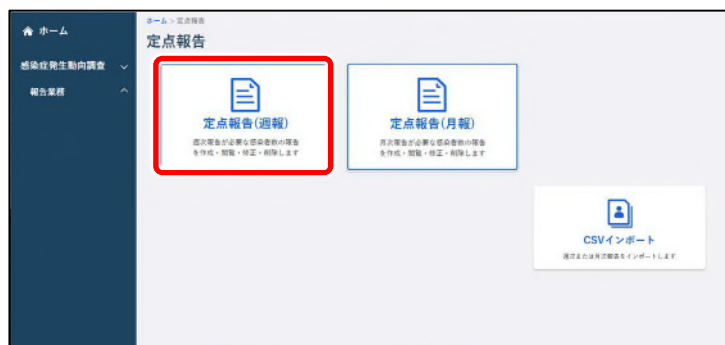 ホーム
感染症発生動向調査
報告業務
ホーム > 定点報告
定点報告
定点報告(週報)
週次報告が必要な感染者数の報告
を作成・閲覧・修正・削除します
定点報告(月報)
月次報告が必要な感染者数の報告
を作成・閲覧・修正・削除します
CSVインポート
週次または月次報告をインポートします